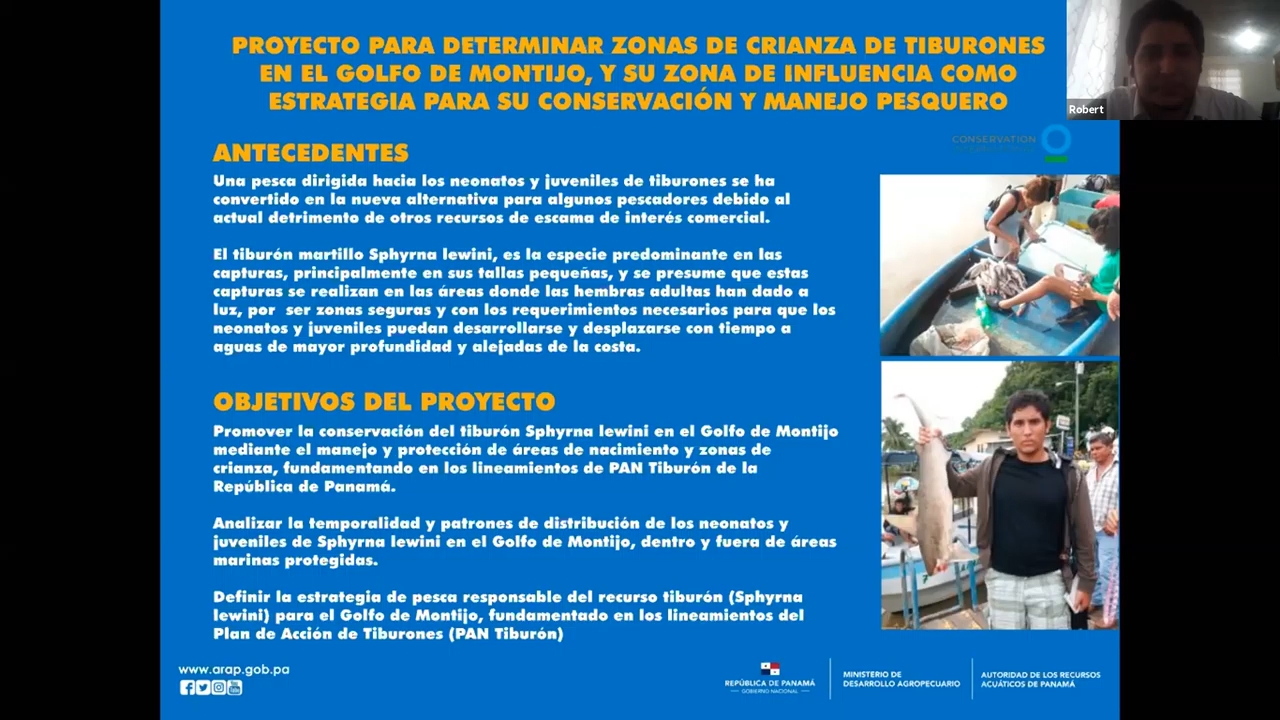 PROYECTO PARA DETERMINAR ZONAS DE CRIANZA DE TIBURONES
EN EL GOLFO DE MONTIJO, Y SU ZONA DE INFLUENCIA COMO
ESTRATEGIA PARA SU CONSERVACIÓN Y MANEJO PESQUERO
Robert
CONSERVATION
ANTECEDENTES
Una pesca dirigida hacia los neonatos y juveniles de tiburones se ha
convertido en la nueva alternativa para algunos pescadores debido al
actual detrimento de otros recursos de escama de interés comercial.
El tiburón martillo Sphyrna lewini, es la especie predominante en las
capturas, principalmente en sus tallas pequeñas, y se presume que estas
capturas se realizan en las áreas donde las hembras adultas han dado a
luz, por ser zonas seguras y con los requerimientos necesarios para que los
neonatos y juveniles puedan desarrollarse y desplazarse con tiempo a
aguas de mayor profundidad y alejadas de la costa.
OBJETIVOS DEL PROYECTO
Promover la conservación del tiburón Sphyrna lewini en el Golfo de Montijo
mediante el manejo y protección de áreas de nacimiento y zonas de
crianza, fundamentando en los lineamientos de PAN Tiburón de la
República de Panamá.
Analizar la temporalidad y patrones de distribución de los neonatos y
juveniles de Sphyrna lewini en el Golfo de Montijo, dentro y fuera de áreas
marinas protegidas.
Definir la estrategia de pesca responsable del recurso tiburón (Sphyrna
lewini) para el Golfo de Montijo, fundamentado en los lineamientos del
Plan de Acción de Tiburones (PAN Tiburón)
www.arap.gob.pa
REPÚBLICA DE PANAMÁ
— GOBIERNO NACIONAL —
MINISTERIO DE
DESARROLLO AGROPECUARIO
AUTORIDAD DE LOS RECURSOS
ACUÁTICOS DE PANAMÁ